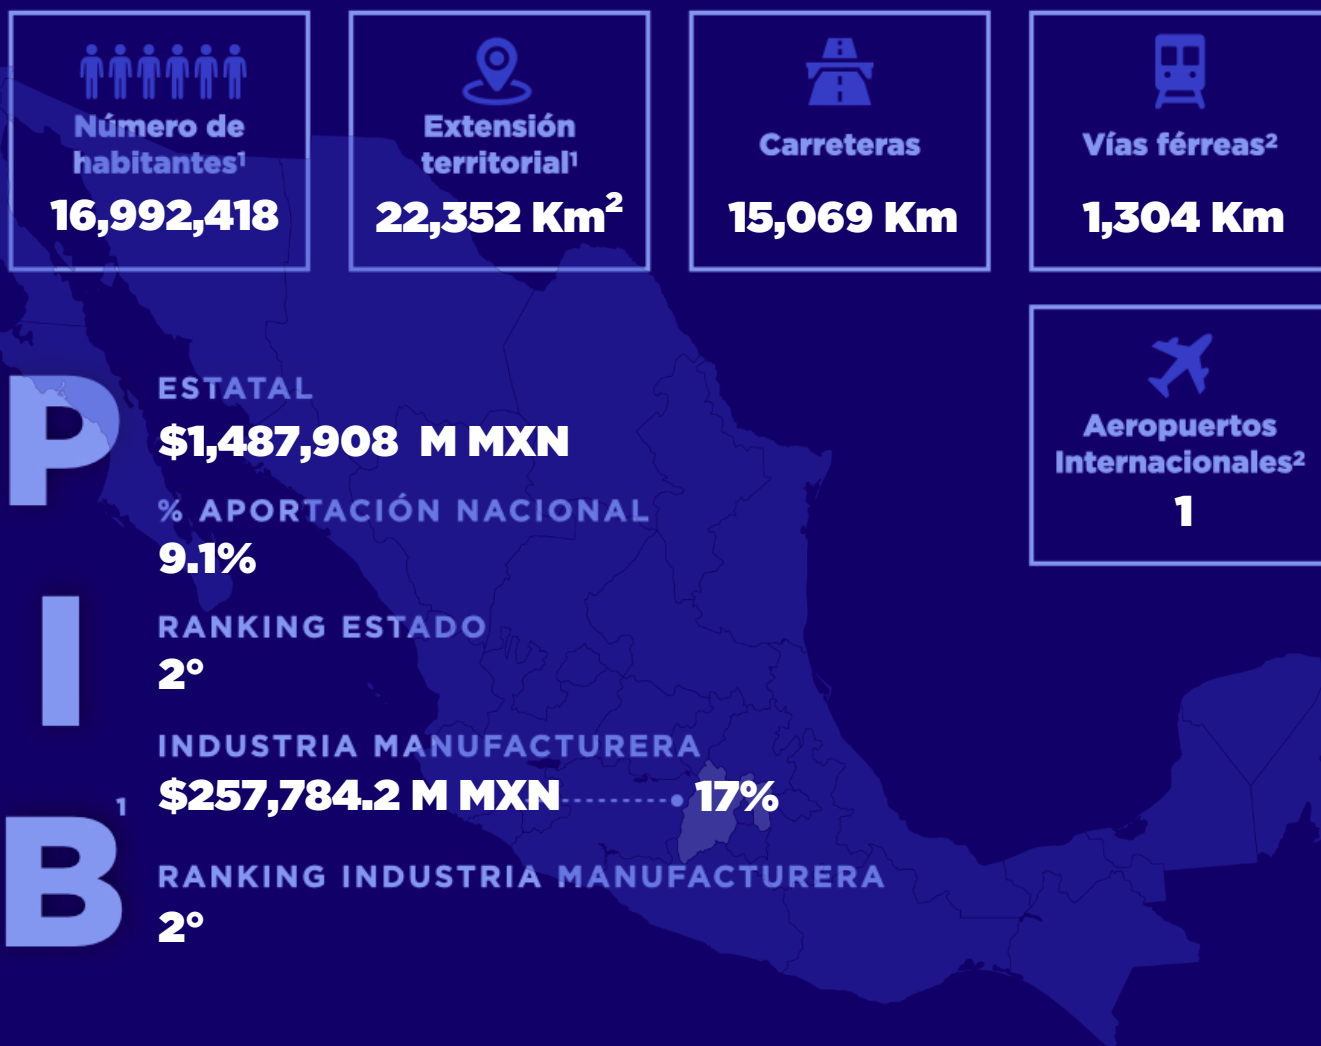 Número de
habitantes¹
16,992,418
Extensión
territorial¹
22,352 Km²
Carreteras
15,069 Km
Vías férreas²
1,304 Km
Aeropuertos
Internacionales²
1
PIB¹
ESTATAL
$1,487,908 M MXN
% APORTACIÓN NACIONAL
9.1%
RANKING ESTADO
2°
INDUSTRIA MANUFACTURERA
$257,784.2 M MXN 17%
RANKING INDUSTRIA MANUFACTURERA
2°